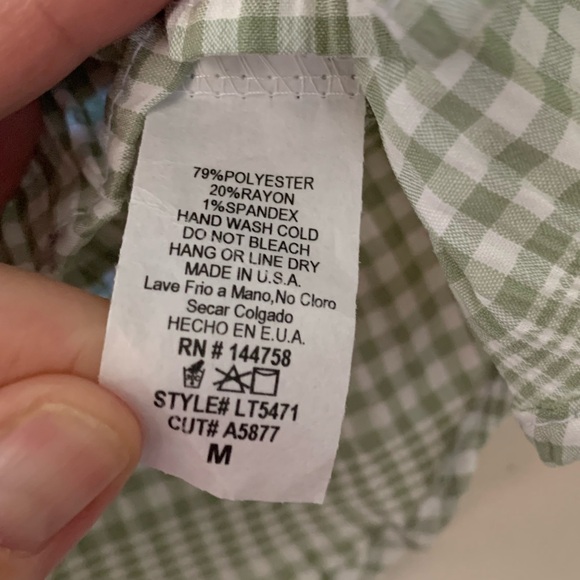 79%POLYESTER
20%RAYON
1%SPANDEX
HAND WASH COLD
DO NOT BLEACH
HANG OR LINE DRY
MADE IN U.S.A.
Lave Frio a Mano,No Cloro
Secar Colgado
HECHO EN E.U.A.
RN # 144758
STYLE# LT5471
CUT# A5877
M